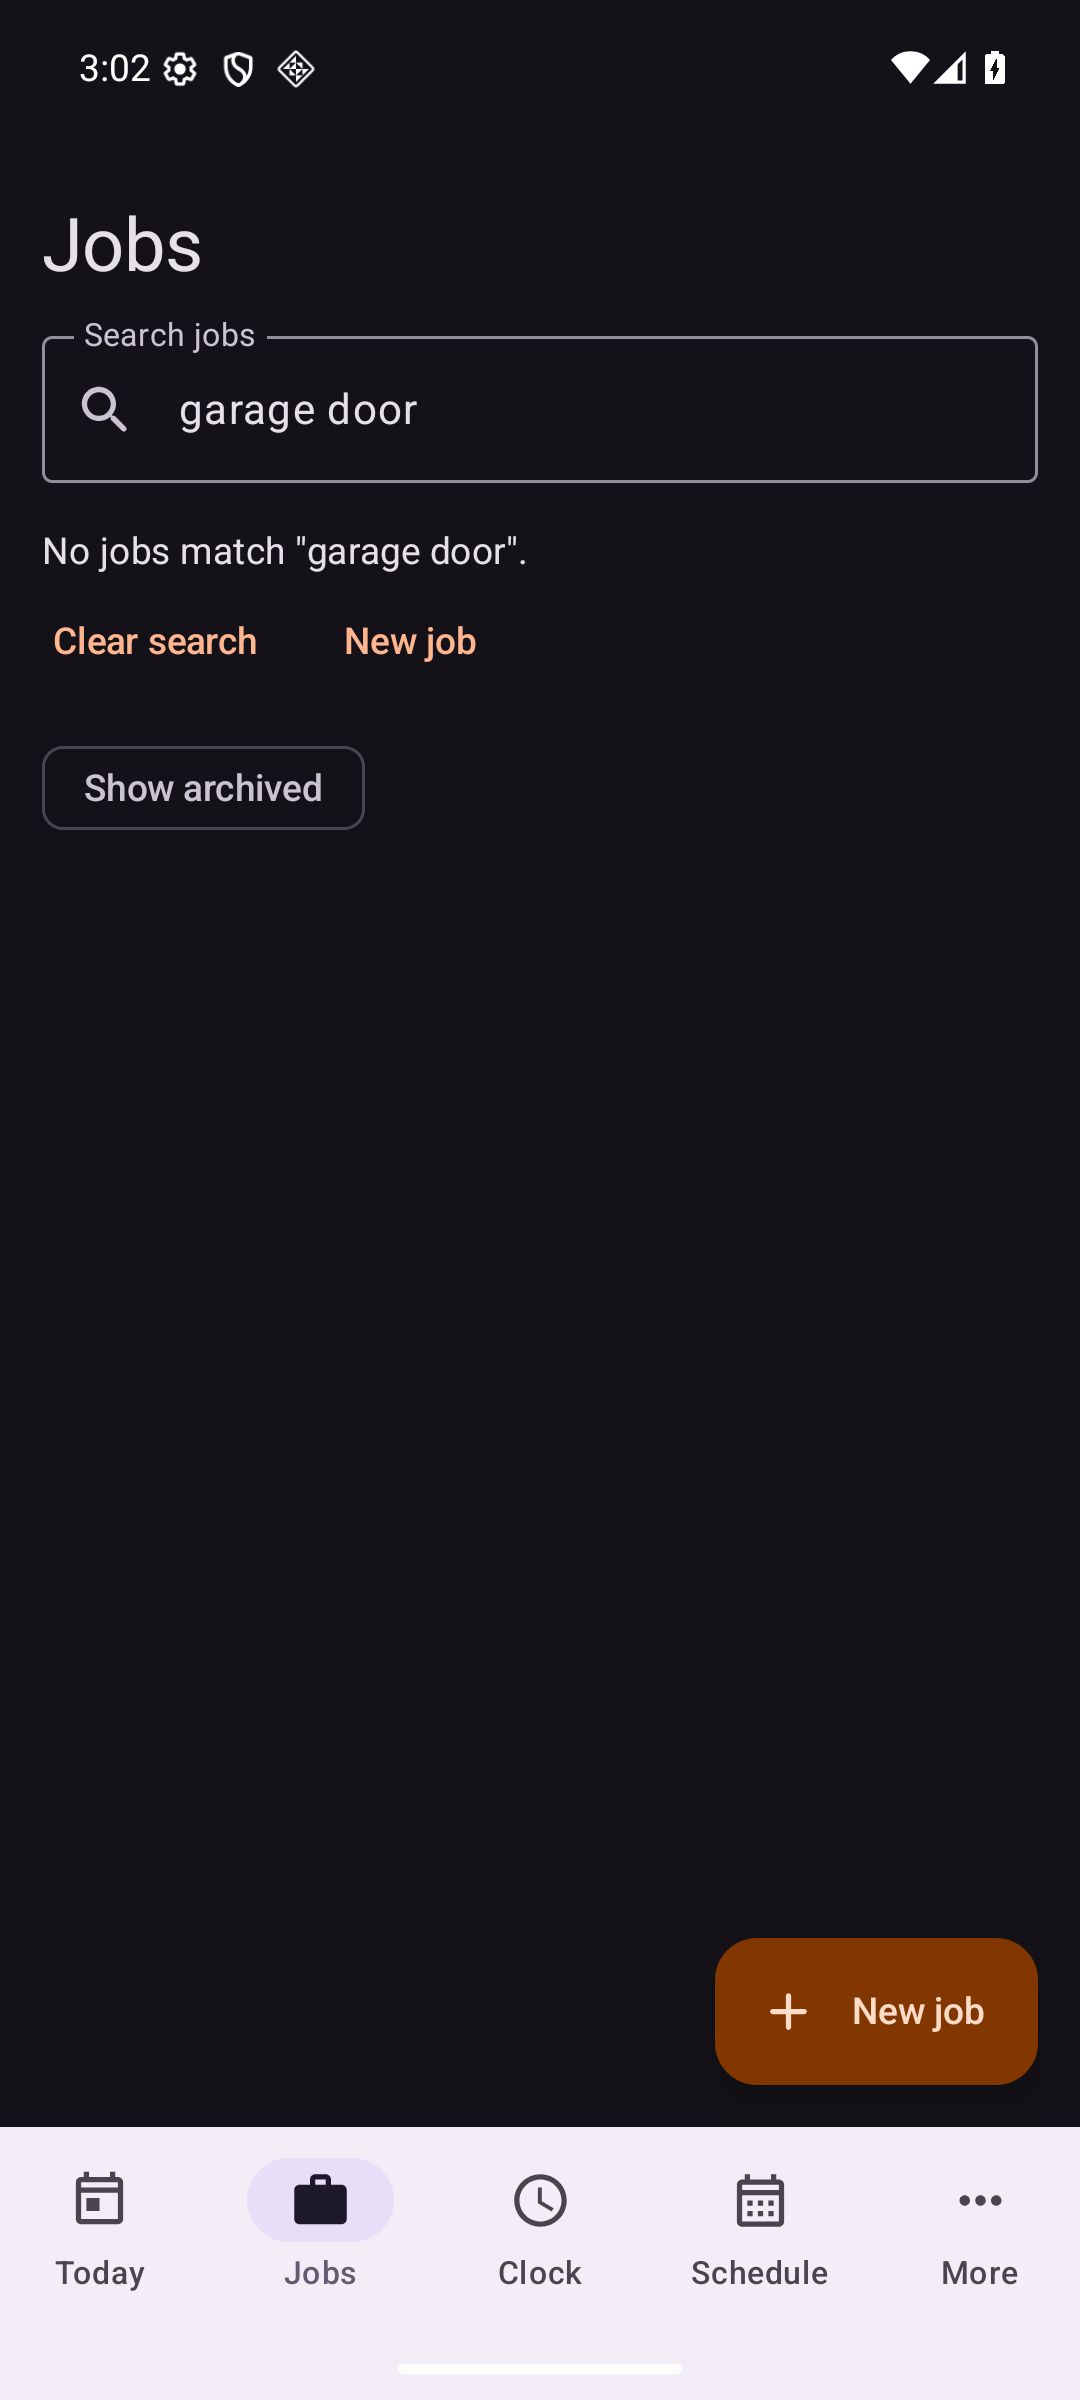 3:02
Jobs
Search jobs
garage door
No jobs match "garage door".
Clear search New job
Show archived
New job
Today Jobs Clock Schedule More